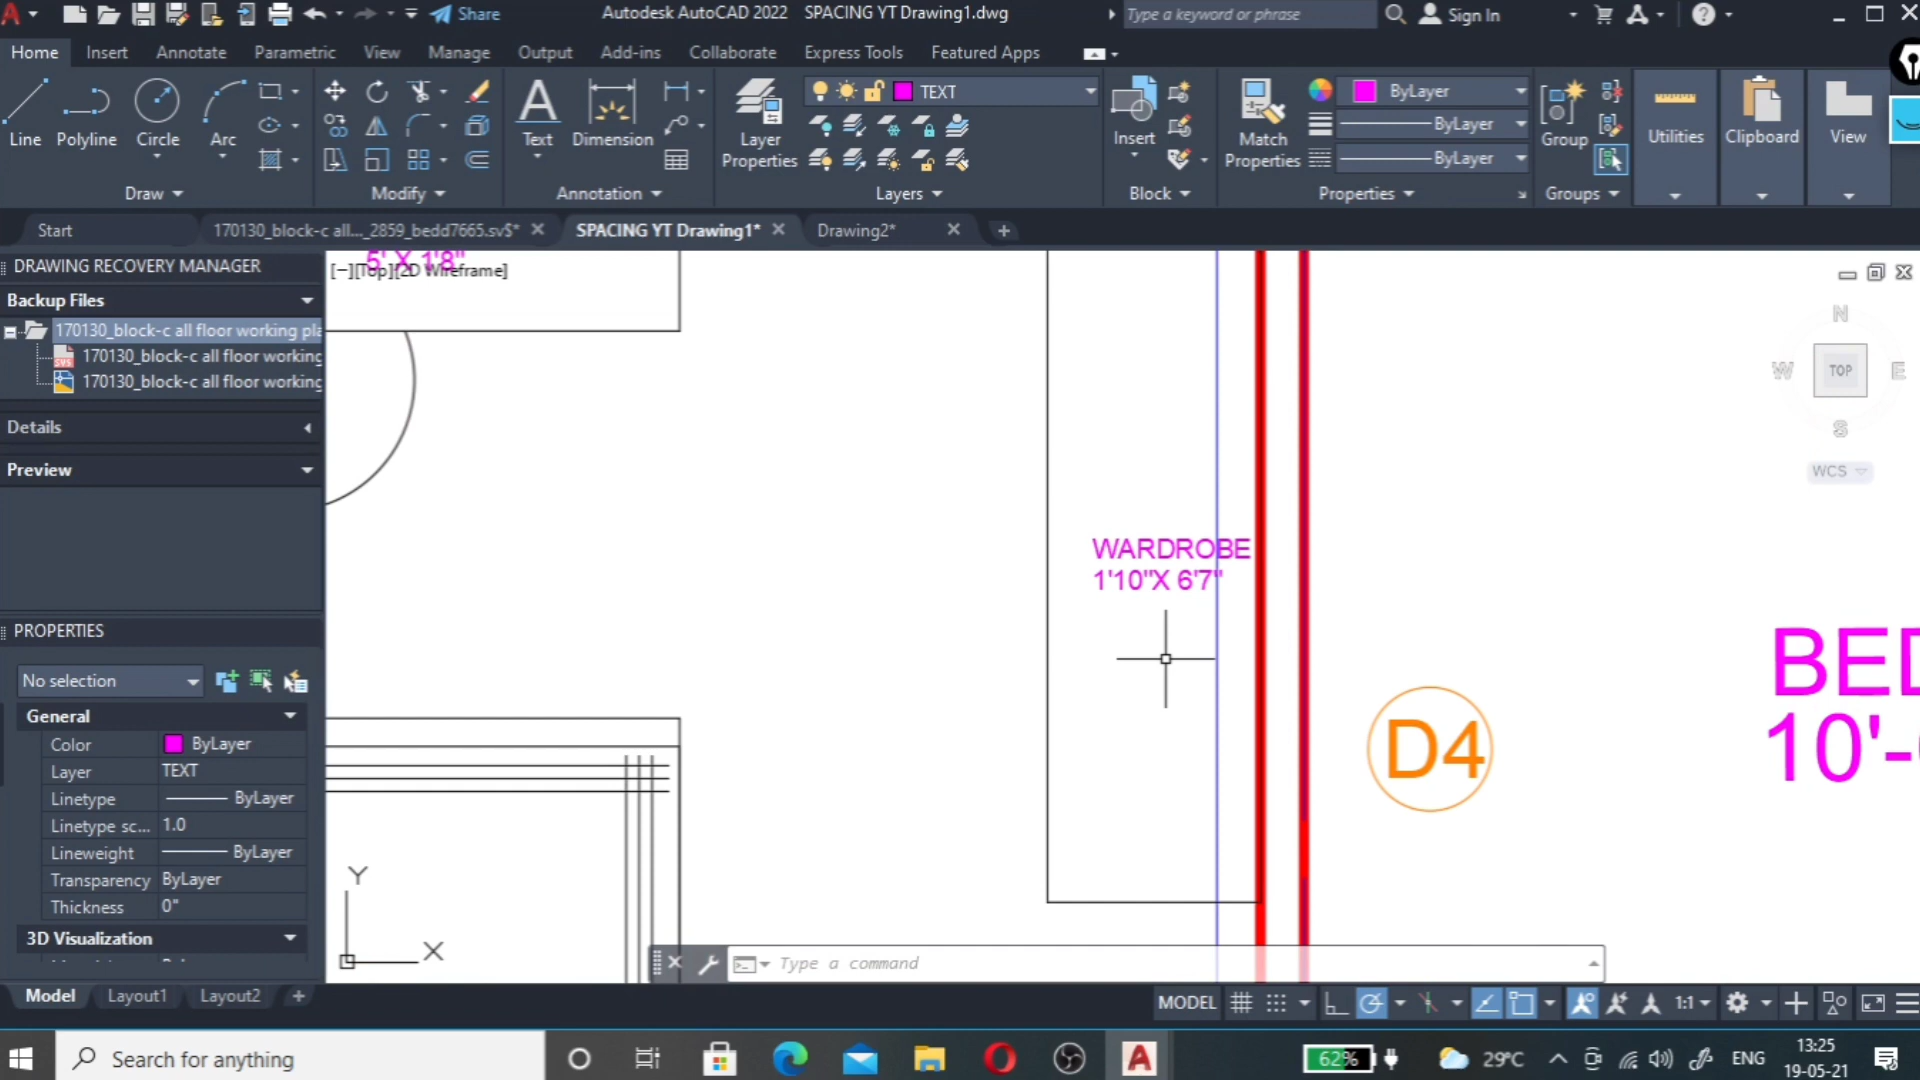 Share
Autodesk AutoCAD 2022 SPACING YT Drawing1.dwg
Type a keyword or phrase
Sign In
Home Insert Annotate Parametric View Manage Output Add-ins Collaborate Express Tools Featured Apps
Line Polyline Circle Arc
Text Dimension
Layer Properties
TEXT
Insert
Match Properties
ByLayer
ByLayer
ByLayer
Group
Utilities Clipboard View
Draw Modify Annotation Layers Block Properties Groups
Start 170130_block-c all..._2859_bedd7665.sv$* SPACING YT Drawing1* Drawing2*
DRAWING RECOVERY MANAGER
Backup Files
170130_block-c all floor working pla
170130_block-c all floor working
170130_block-c all floor working
Details
Preview
PROPERTIES
No selection
General
Color ByLayer
Layer TEXT
Linetype ByLayer
Linetype sc... 1.0
Lineweight ByLayer
Transparency ByLayer
Thickness 0"
3D Visualization
5' X 1'8"
[−][Top][2D Wireframe]
N
W TOP E
S
WCS
WARDROBE
1'10"X 6'7"
D4
BED
10'-
Y
X
Type a command
Model Layout1 Layout2
MODEL 1:1
Search for anything
62% 29°C ENG 13:25
19-05-21